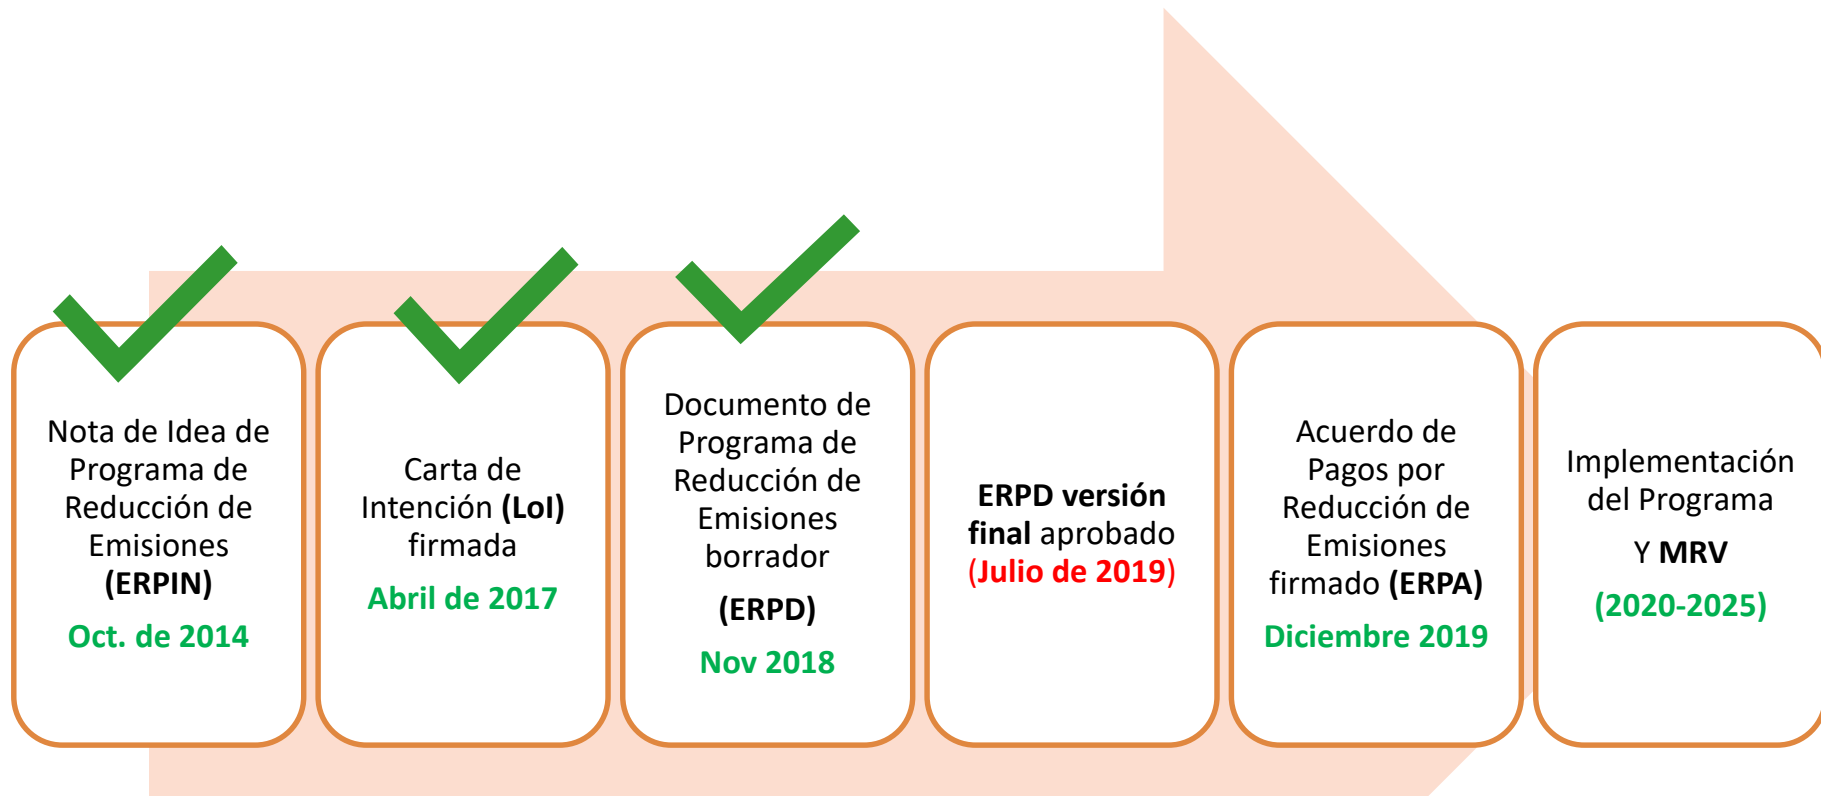 Nota de Idea de
Programa de
Reducción de
Emisiones
(ERPIN)
Oct. de 2014
Carta de
Intención (LoI)
firmada
Abril de 2017
Documento de
Programa de
Reducción de
Emisiones
borrador
(ERPD)
Nov 2018
ERPD versión
final aprobado
(Julio de 2019)
Acuerdo de
Pagos por
Reducción de
Emisiones
firmado (ERPA)
Diciembre 2019
Implementación
del Programa
Y MRV
(2020-2025)